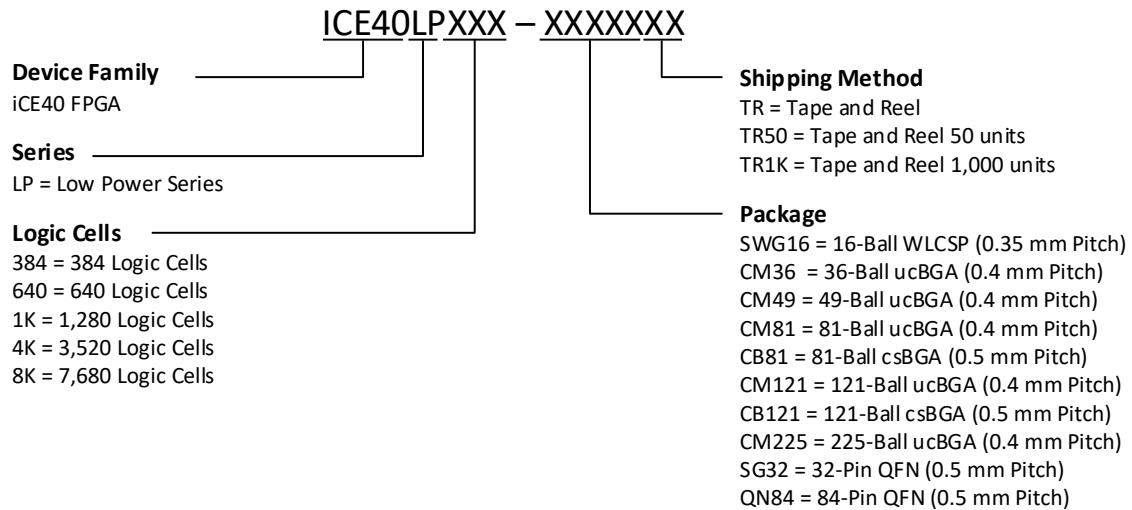 ICE40LPXXX – XXXXXXXX
Device Family
iCE40 FPGA
Series
LP = Low Power Series
Logic Cells
384 = 384 Logic Cells
640 = 640 Logic Cells
1K = 1,280 Logic Cells
4K = 3,520 Logic Cells
8K = 7,680 Logic Cells
Shipping Method
TR = Tape and Reel
TR50 = Tape and Reel 50 units
TR1K = Tape and Reel 1,000 units
Package
SWG16 = 16-Ball WLCSP (0.35 mm Pitch)
CM36 = 36-Ball ucBGA (0.4 mm Pitch)
CM49 = 49-Ball ucBGA (0.4 mm Pitch)
CM81 = 81-Ball ucBGA (0.4 mm Pitch)
CB81 = 81-Ball csBGA (0.5 mm Pitch)
CM121 = 121-Ball ucBGA (0.4 mm Pitch)
CB121 = 121-Ball csBGA (0.5 mm Pitch)
CM225 = 225-Ball ucBGA (0.4 mm Pitch)
SG32 = 32-Pin QFN (0.5 mm Pitch)
QN84 = 84-Pin QFN (0.5 mm Pitch)